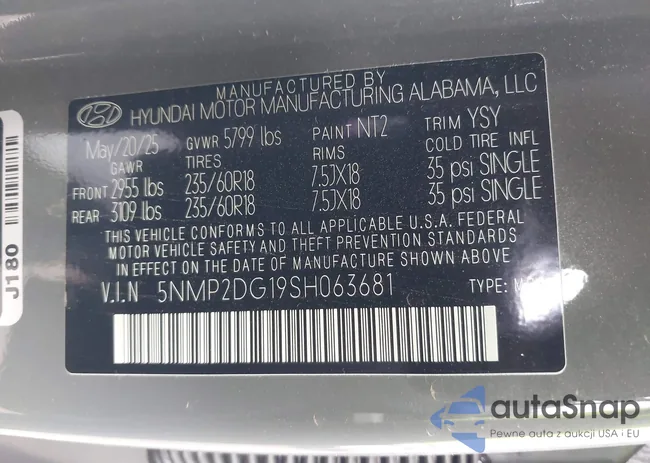 MANUFACTURED BY
HYUNDAI MOTOR MANUFACTURING ALABAMA, LLC
May/20/25 GVWR 5799 lbs PAINT NT2 TRIM YSY
GAWR TIRES RIMS COLD TIRE INFL
FRONT 2955 lbs 235/60R18 7.5JX18 35 psi SINGLE
REAR 3109 lbs 235/60R18 7.5JX18 35 psi SINGLE
THIS VEHICLE CONFORMS TO ALL APPLICABLE U.S.A. FEDERAL
MOTOR VEHICLE SAFETY AND THEFT PREVENTION STANDARDS
IN EFFECT ON THE DATE OF MANUFACTURE SHOWN ABOVE
V.I.N 5NMP2DG19SH063681 TYPE:
J180
autaSnap
Pewne auta z aukcji USA i EU